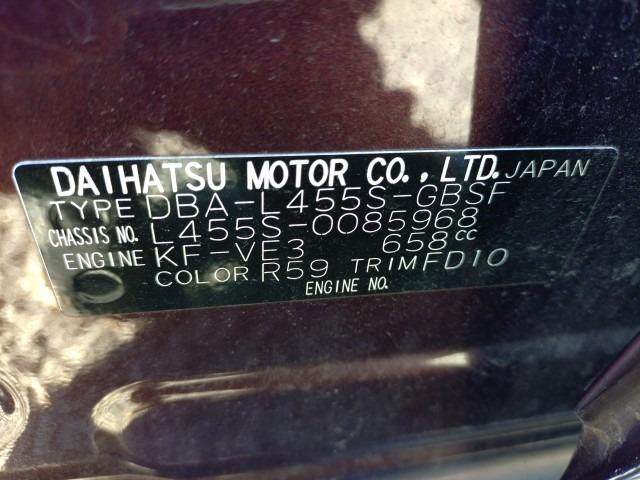 DAIHATSU MOTOR CO., LTD. JAPAN
TYPE DBA-L455S-GBSF
CHASSIS NO. L455S-0085968
ENGINE KF-VE3 658cc
COLOR R59 TRIM FD10
ENGINE NO.